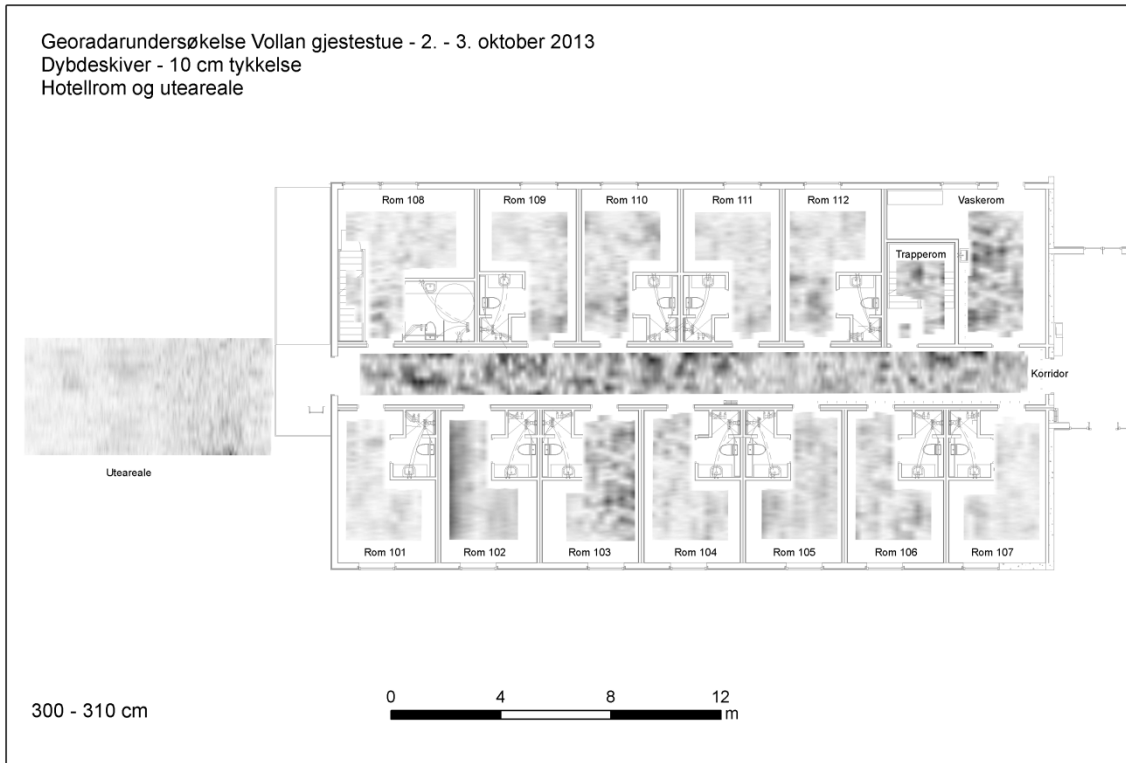 Georadarundersøkelse Vollan gjestestue - 2. - 3. oktober 2013
Dybdeskiver - 10 cm tykkelse
Hotellrom og uteareale
Rom 108
Rom 109
Rom 110
Rom 111
Rom 112
Vaskerom
Trapperom
Korridor
Uteareale
Rom 101
Rom 102
Rom 103
Rom 104
Rom 105
Rom 106
Rom 107
300 - 310 cm
0 4 8 12
m